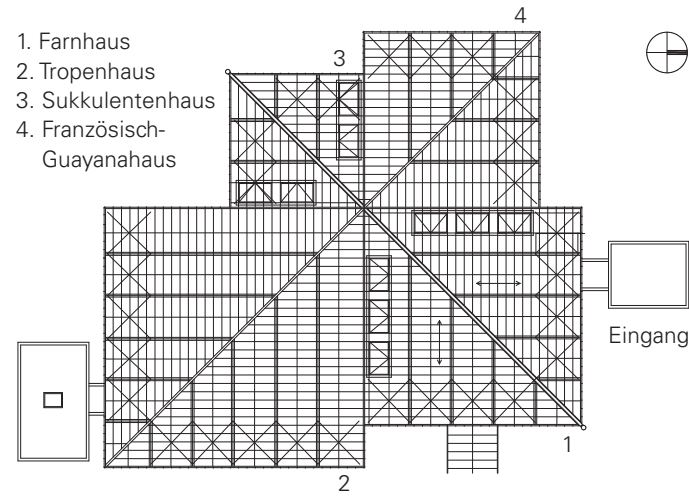 1. Farnhaus
2. Tropenhaus
3. Sukkulentenhaus
4. Französisch-
Guayanahaus
4
3
Eingang
1
2